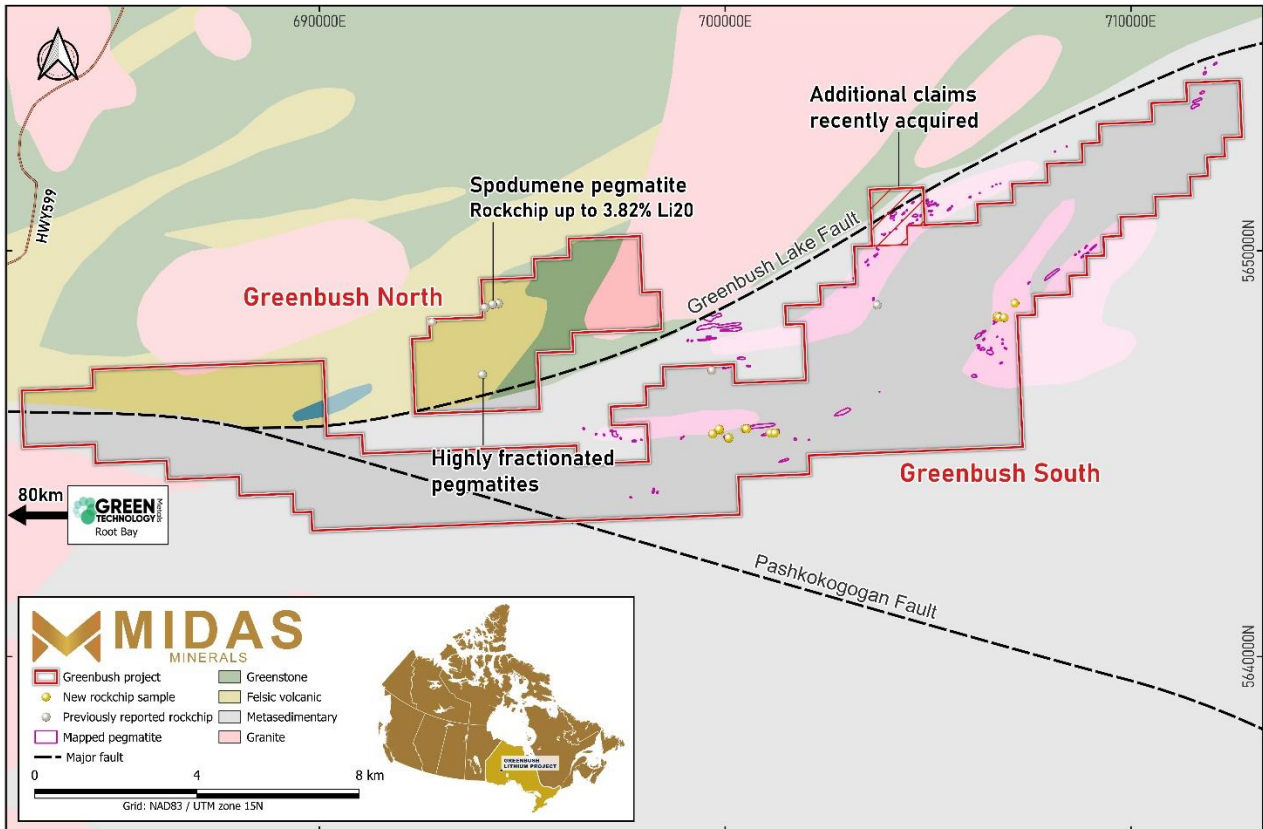 690000E
700000E
710000E
Additional claims
recently acquired
Spodumene pegmatite
Rockchip up to 3.82% Li20
HWY599
5650000N
Greenbush North
Greenbush Lake Fault
Highly fractionated
pegmatites
Greenbush South
80km
GREEN
TECHNOLOGY
Metals
Root Bay
Pashkokogan Fault
5640000N
MIDAS
MINERALS
Greenbush project
New rockchip sample
Previously reported rockchip
Mapped pegmatite
Major fault
Greenstone
Felsic volcanic
Metasedimentary
Granite
GREENBUSH
LITHIUM PROJECT
0 4 8 km
Grid: NAD83 / UTM zone 15N